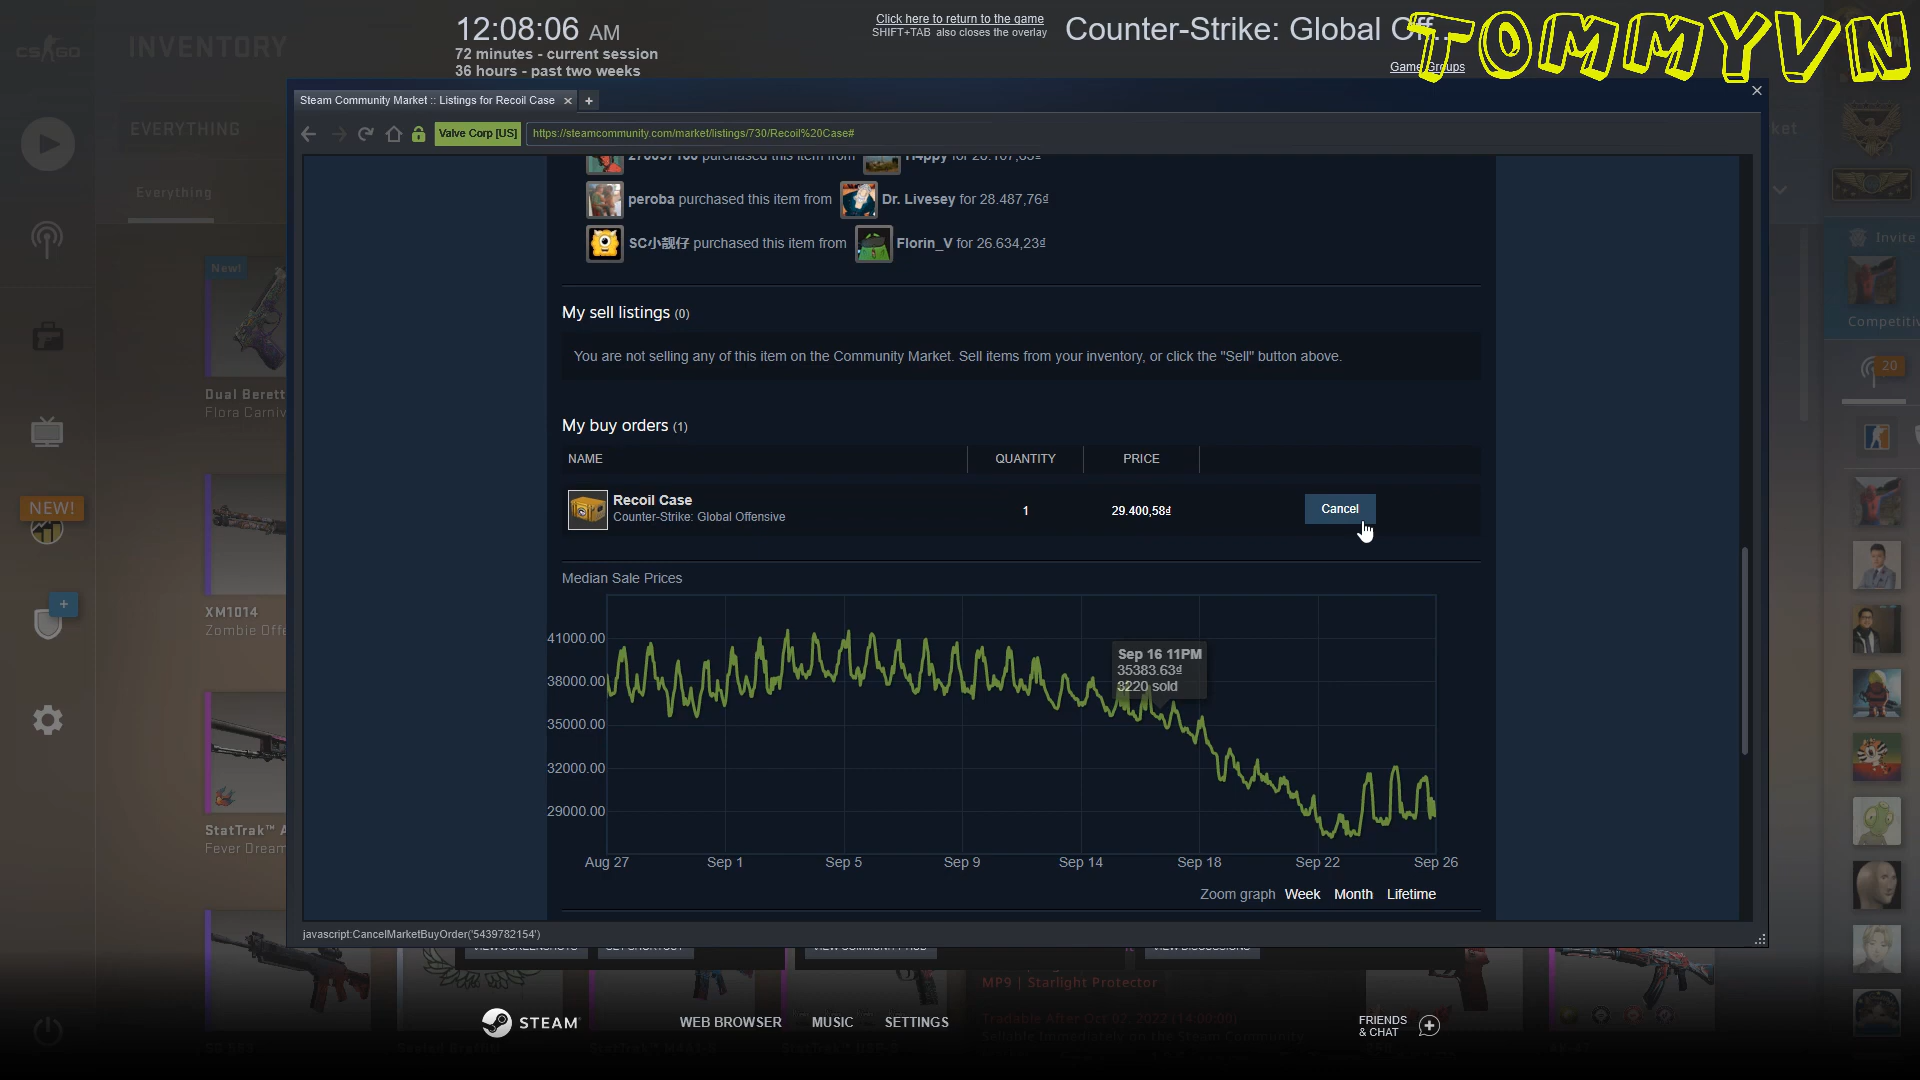 12:08:06 AM
72 minutes - current session
36 hours - past two weeks
Click here to return to the game
SHIFT+TAB also closes the overlay
Counter-Strike: Global Off...
Game Groups
TOMMYVN
CS:GO
INVENTORY
EVERYTHING
Everything
New!
Dual Berett
Flora Carniv
NEW!
XM1014
Zombie Offe
StatTrak™ A
Fever Dream
Invite
Competitiv
20
Steam Community Market :: Listings for Recoil Case
Valve Corp [US]
https://steamcommunity.com/market/listings/730/Recoil%20Case#
peroba purchased this item from Dr. Livesey for 28.487,76₫
SC小靓仔 purchased this item from Florin_V for 26.634,23₫
My sell listings (0)
You are not selling any of this item on the Community Market. Sell items from your inventory, or click the "Sell" button above.
My buy orders (1)
NAME QUANTITY PRICE
Recoil Case
Counter-Strike: Global Offensive
1 29.400,58₫ Cancel
Median Sale Prices
41000.00
38000.00
35000.00
32000.00
29000.00
Sep 16 11PM
35383.63₫
3220 sold
Aug 27 Sep 1 Sep 5 Sep 9 Sep 14 Sep 18 Sep 22 Sep 26
Zoom graph Week Month Lifetime
javascript:CancelMarketBuyOrder('5439782154')
MP9 | Starlight Protector
STEAM
WEB BROWSER MUSIC SETTINGS
FRIENDS
& CHAT